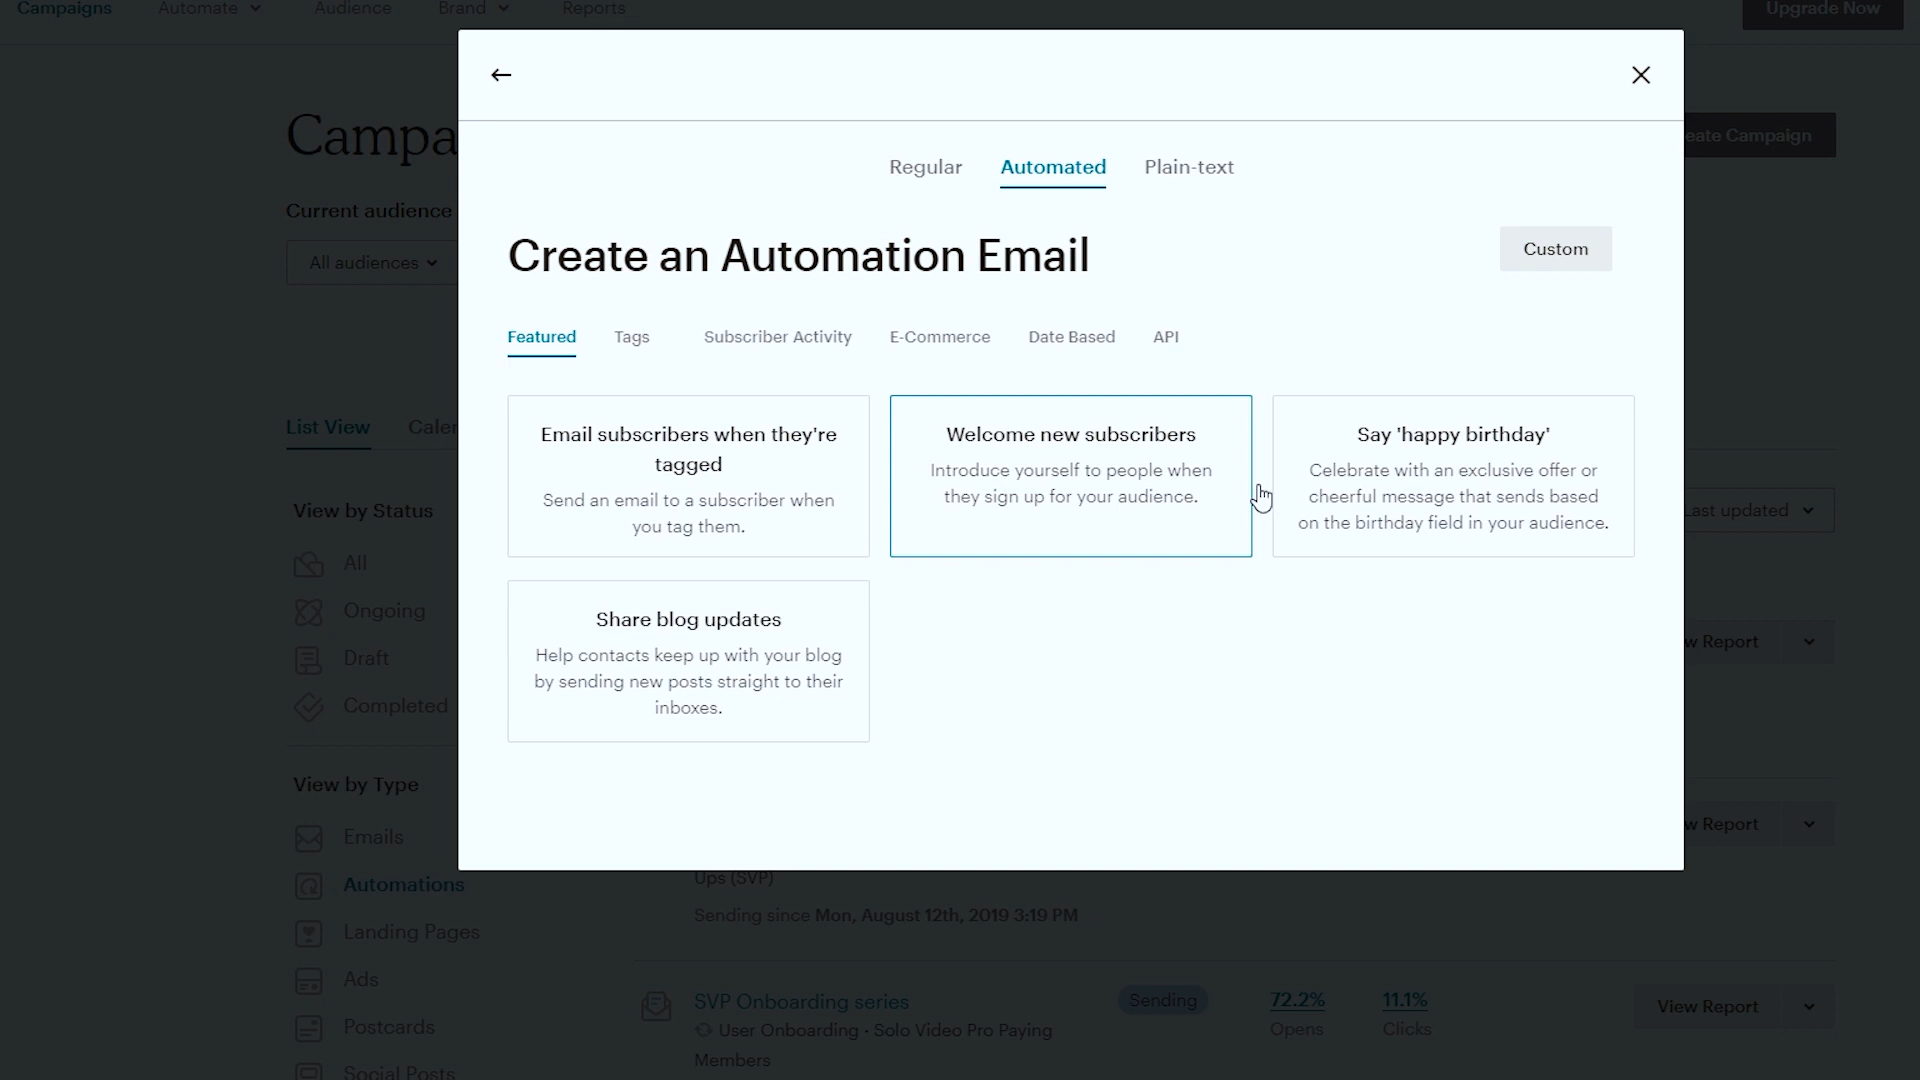 Campaigns Automate Audience Brand Reports Upgrade Now
Campa
eate Campaign
Current audience
All audiences
List View Caler
Last updated
View by Status
All
Ongoing
Draft
Completed
w Report
View by Type
Emails
Automations
Landing Pages
Ads
Postcards
Social Posts
w Report
Regular Automated Plain-text
Create an Automation Email
Custom
Featured Tags Subscriber Activity E-Commerce Date Based API
Email subscribers when they're
tagged
Send an email to a subscriber when
you tag them.
Welcome new subscribers
Introduce yourself to people when
they sign up for your audience.
Say 'happy birthday'
Celebrate with an exclusive offer or
cheerful message that sends based
on the birthday field in your audience.
Share blog updates
Help contacts keep up with your blog
by sending new posts straight to their
inboxes.
Ups (SVP)
Sending since Mon, August 12th, 2019 3:19 PM
SVP Onboarding series Sending 72.2% 11.1% View Report
User Onboarding · Solo Video Pro Paying Opens Clicks
Members